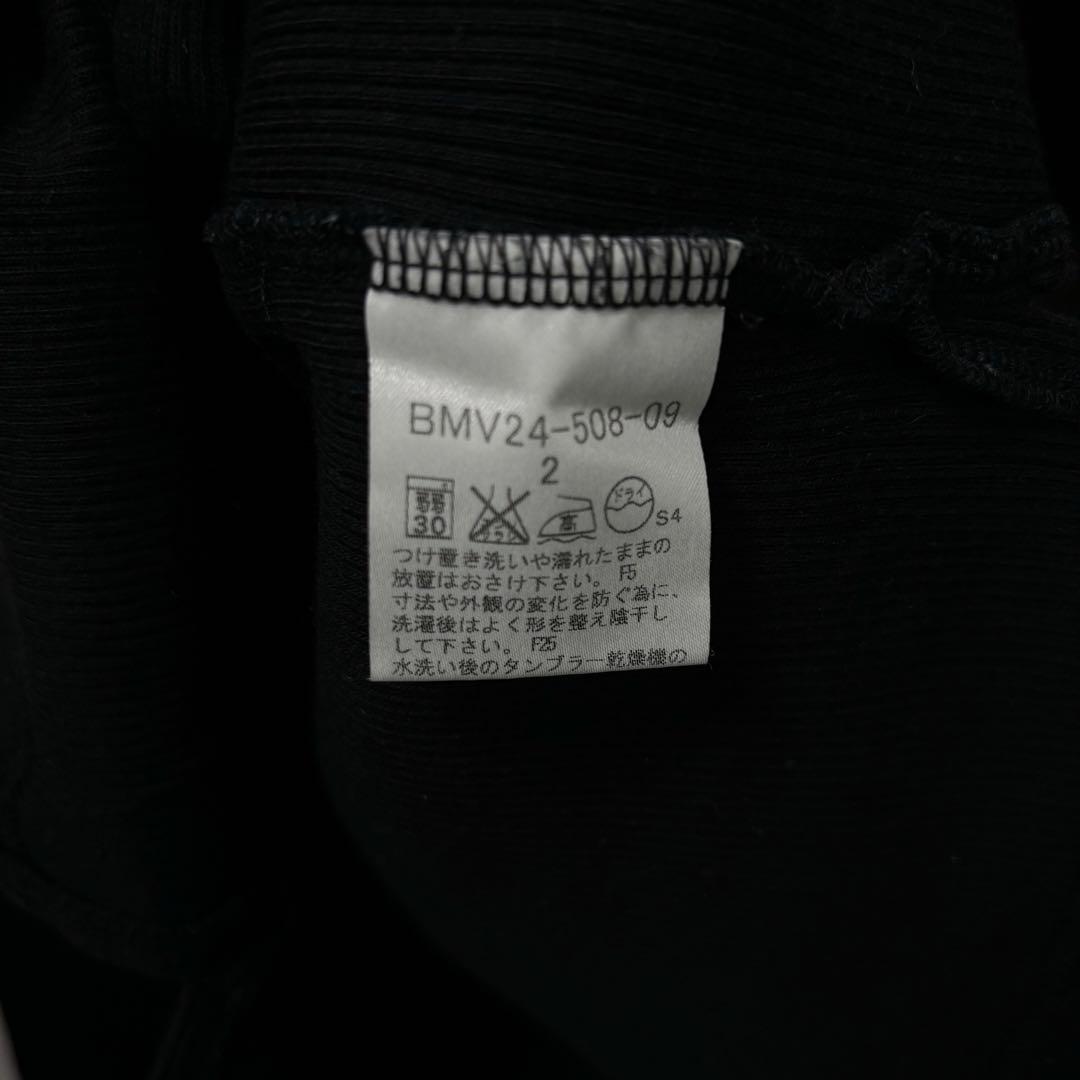 BMV24-508-09
2
弱
30
高
ドライ
S4
つけ置き洗いや濡れたままの
放置はおさけ下さい。 F5
寸法や外観の変化を防ぐ為に、
洗濯後はよく形を整え陰干し
して下さい。 F25
水洗い後のタンブラー乾燥機の